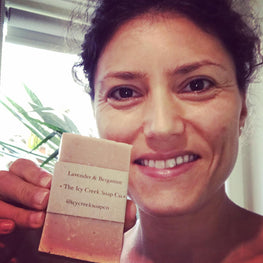 Lavender & Bergamot
• The Icy Creek Soap Co. •
@icycreeksoapco